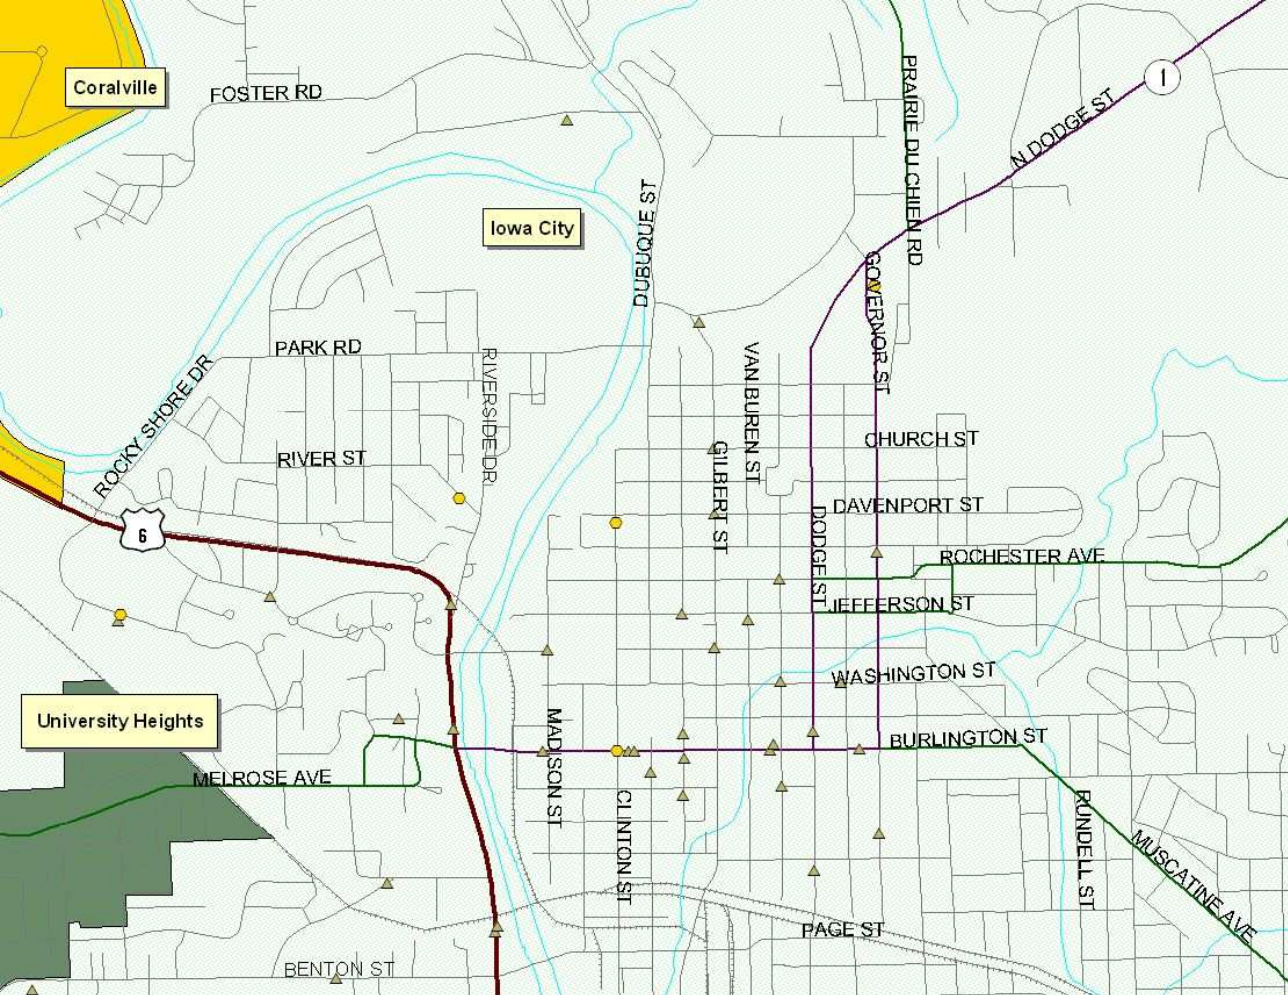 Coralville
FOSTER RD
PRAIRIE DU CHIEN RD
N DODGE ST
1
Iowa City
DUBUQUE ST
GOVERNOR ST
PARK RD
ROCKY SHORE DR
RIVERSIDE DR
VAN BUREN ST
CHURCH ST
GILBERT ST
RIVER ST
DAVENPORT ST
6
DODGE ST
ROCHESTER AVE
JEFFERSON ST
WASHINGTON ST
University Heights
MADISON ST
BURLINGTON ST
MELROSE AVE
CLINTON ST
RUNDELL ST
MUSCATINE AVE
PAGE ST
BENTON ST